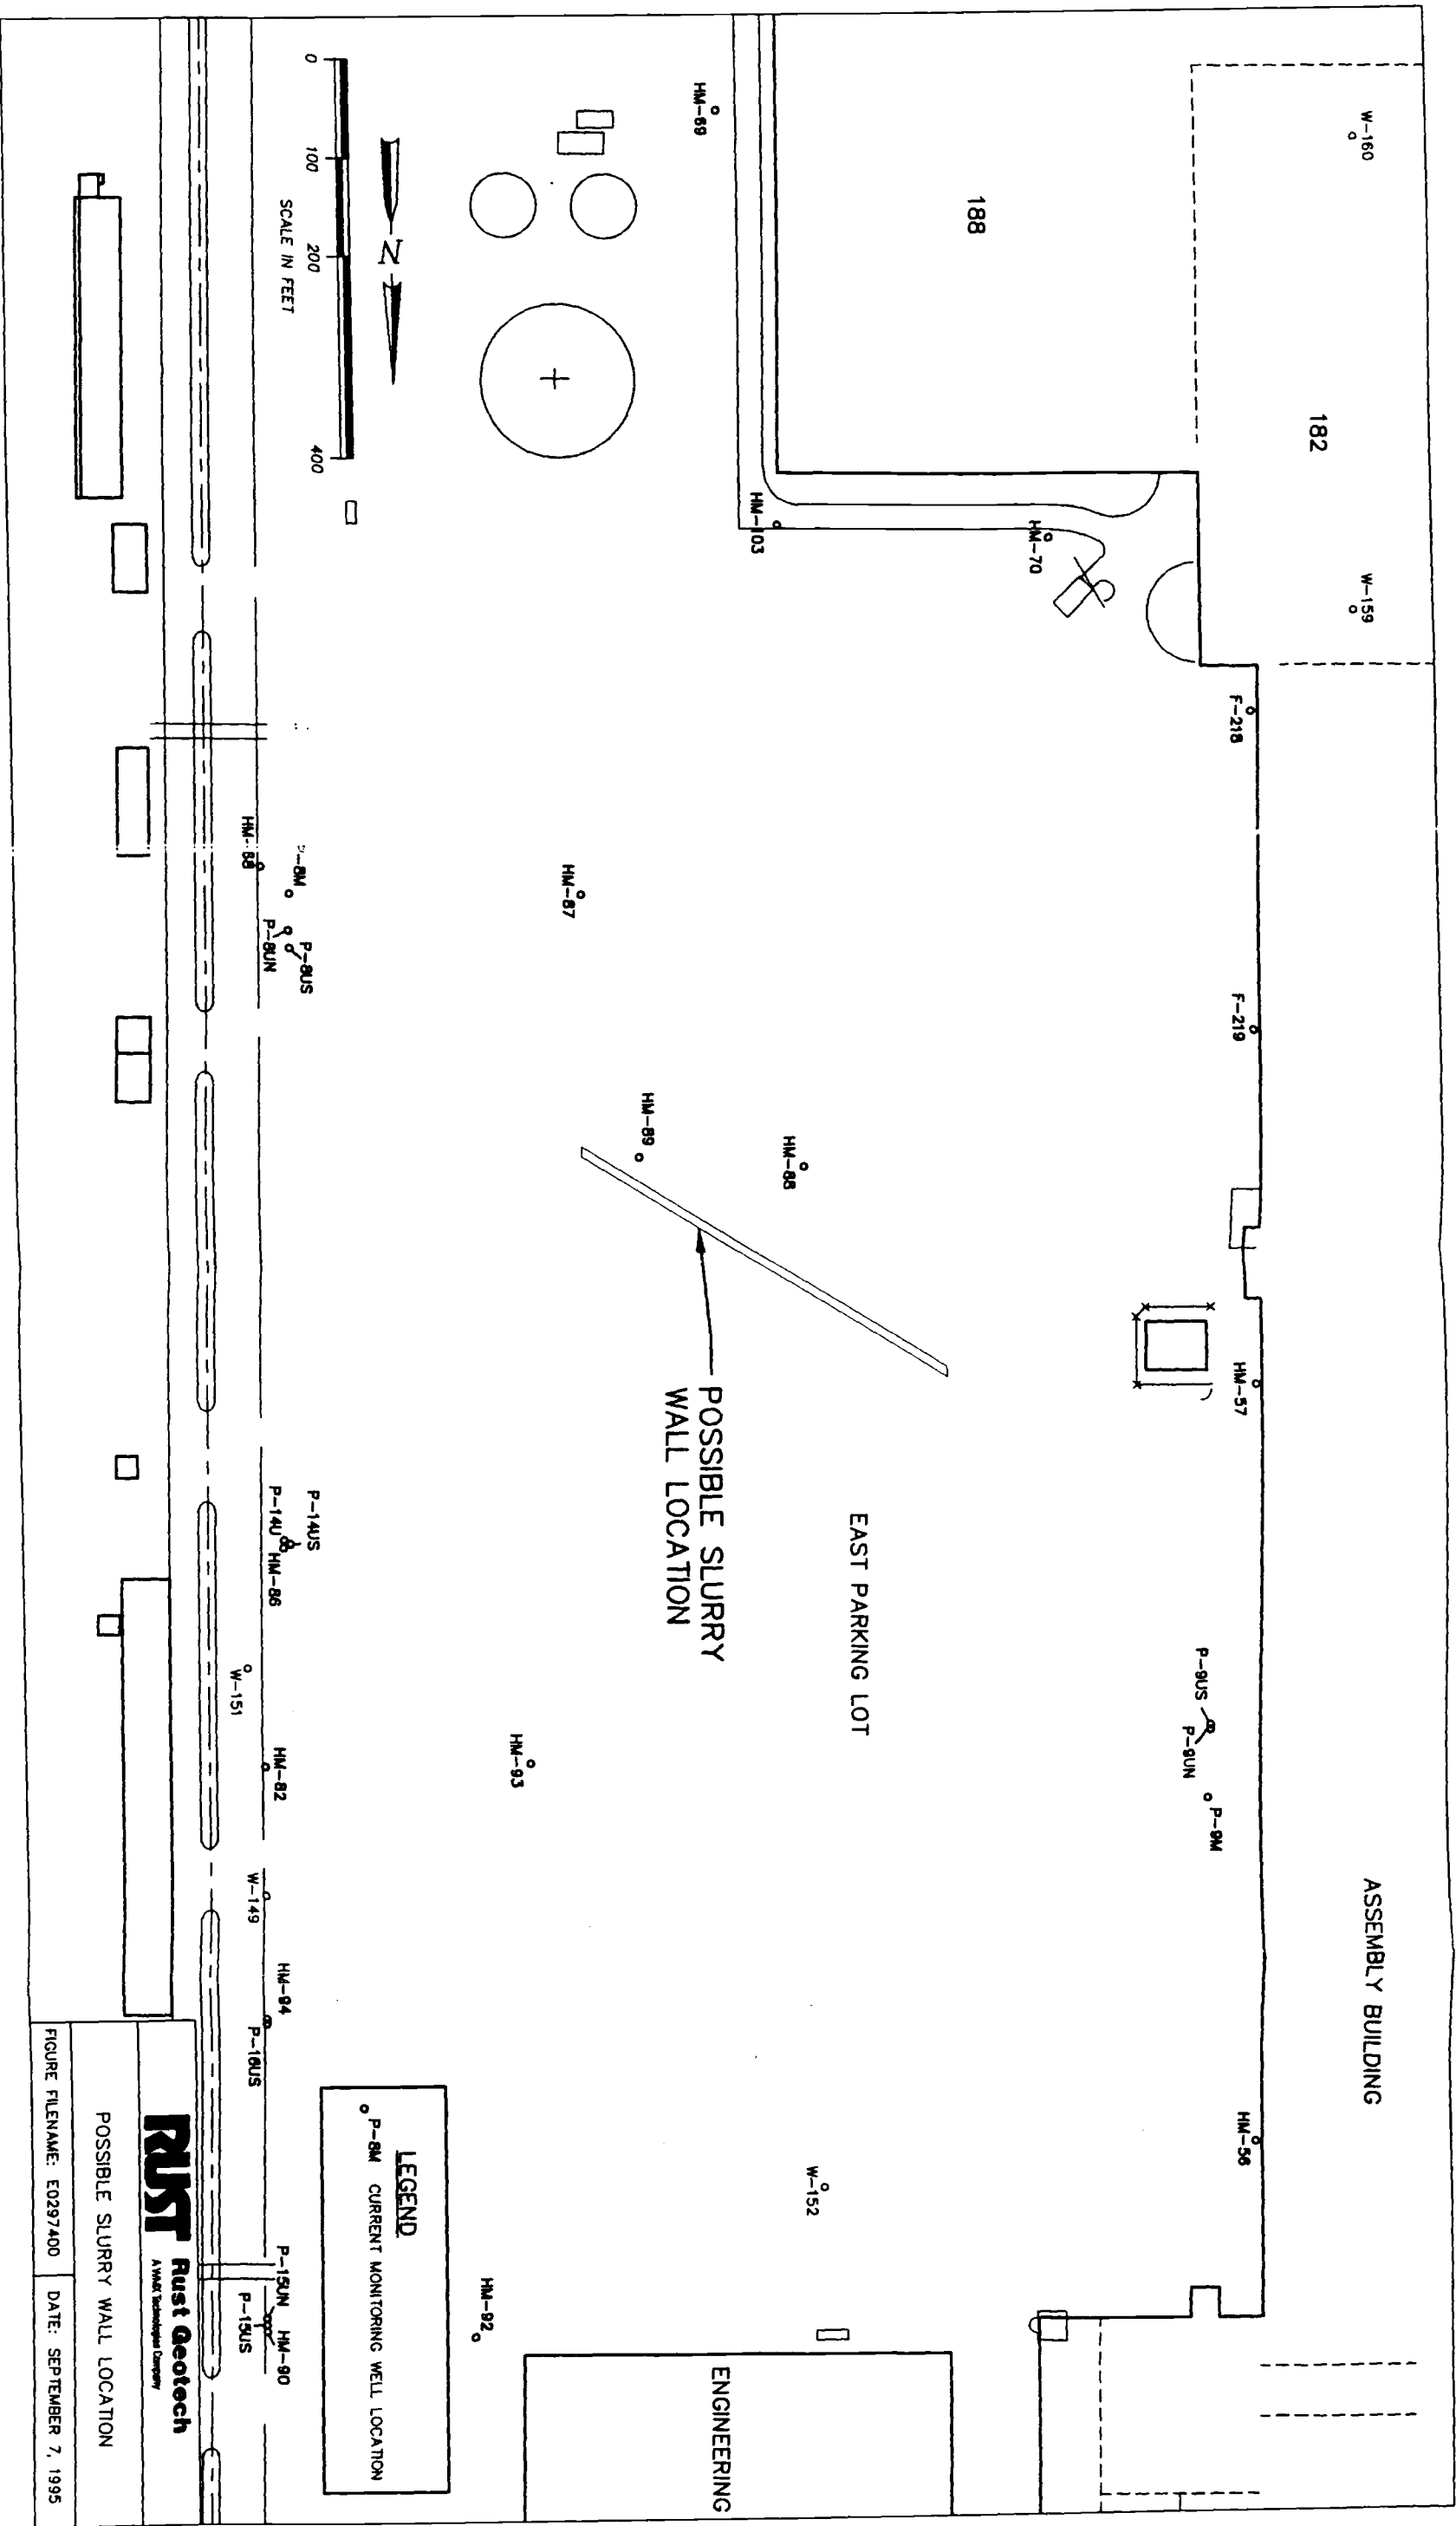 W-160
182
W-159
188
HM-69
HM-103
HM-70
F-218
F-219
0
100
200
400
SCALE IN FEET
N
HM-87
P-8US
P-8UN
HM-89
HM-88
HM-57
POSSIBLE SLURRY
WALL LOCATION
EAST PARKING LOT
P-9US
P-9UN
P-9M
ASSEMBLY BUILDING
P-14US
P-14U
HM-86
W-151
HM-82
HM-93
W-149
HM-94
P-16US
HM-56
W-152
HM-92
P-15UN
HM-90
P-15US
ENGINEERING
LEGEND
P-8M CURRENT MONITORING WELL LOCATION
RUST Rust Geotech
A WMX Technologies Company
POSSIBLE SLURRY WALL LOCATION
FIGURE FILENAME: E0297400
DATE: SEPTEMBER 7, 1995